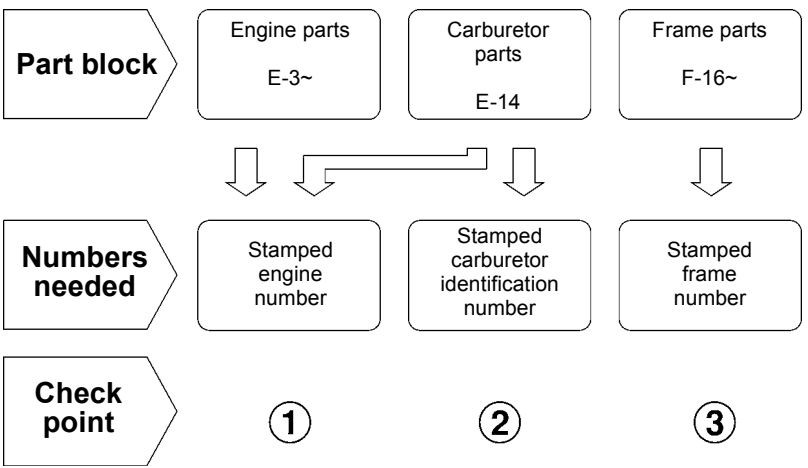 Part block
Engine parts
E-3~
Carburetor
parts
E-14
Frame parts
F-16~
Numbers
needed
Stamped
engine
number
Stamped
carburetor
identification
number
Stamped
frame
number
Check
point
①
②
③